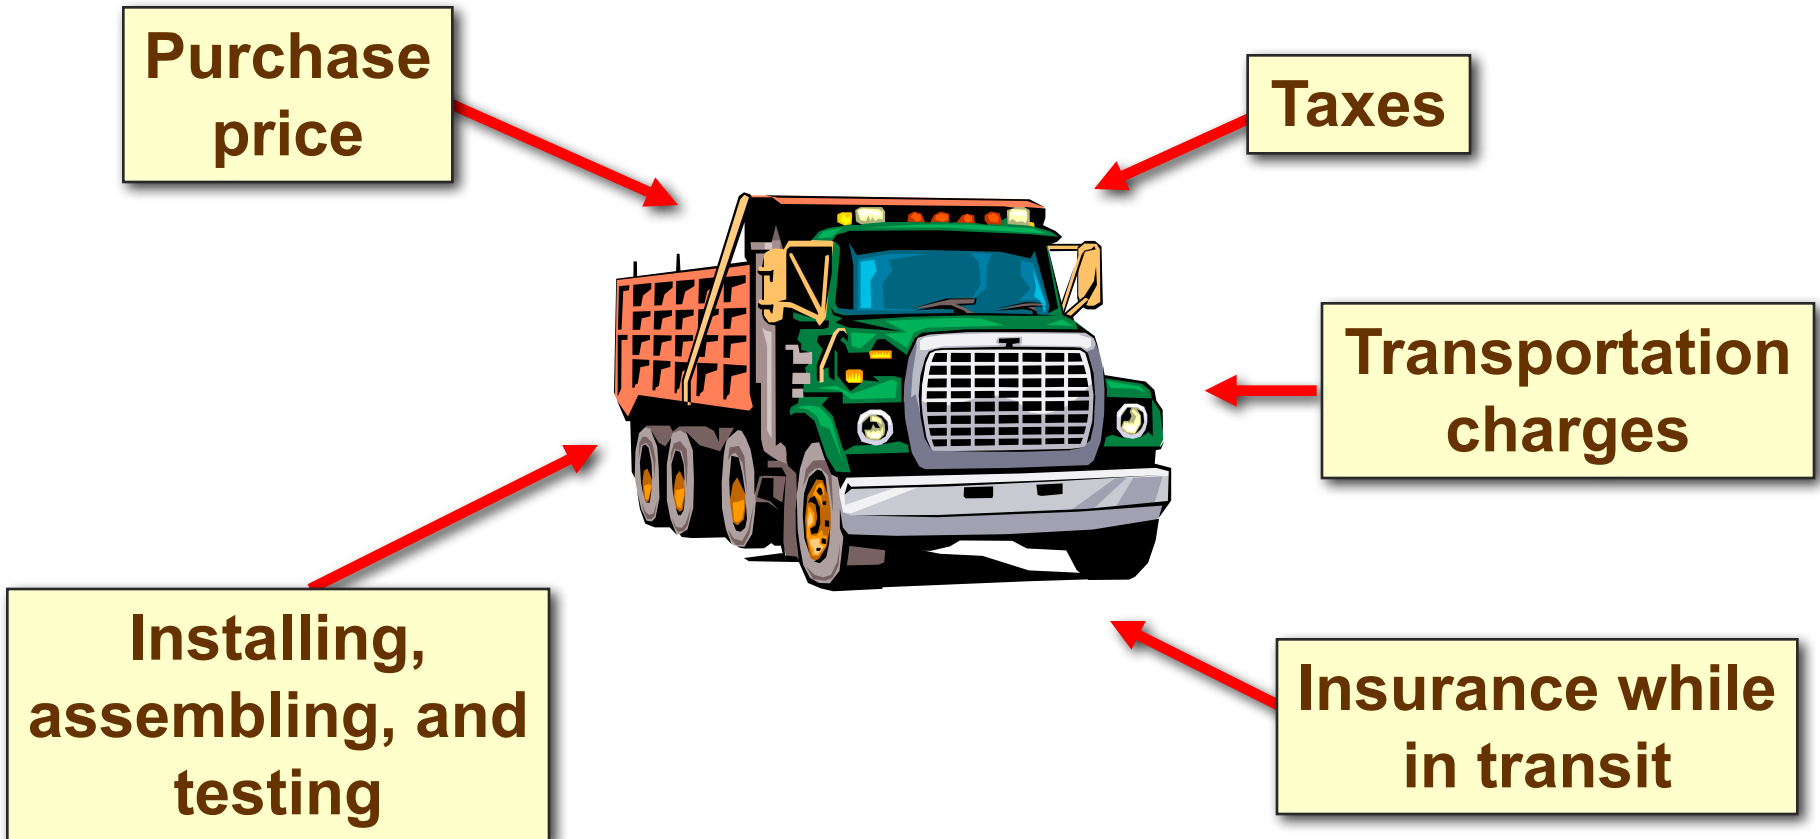 Purchase
price
Taxes
Transportation
charges
Installing,
assembling, and
testing
Insurance while
in transit